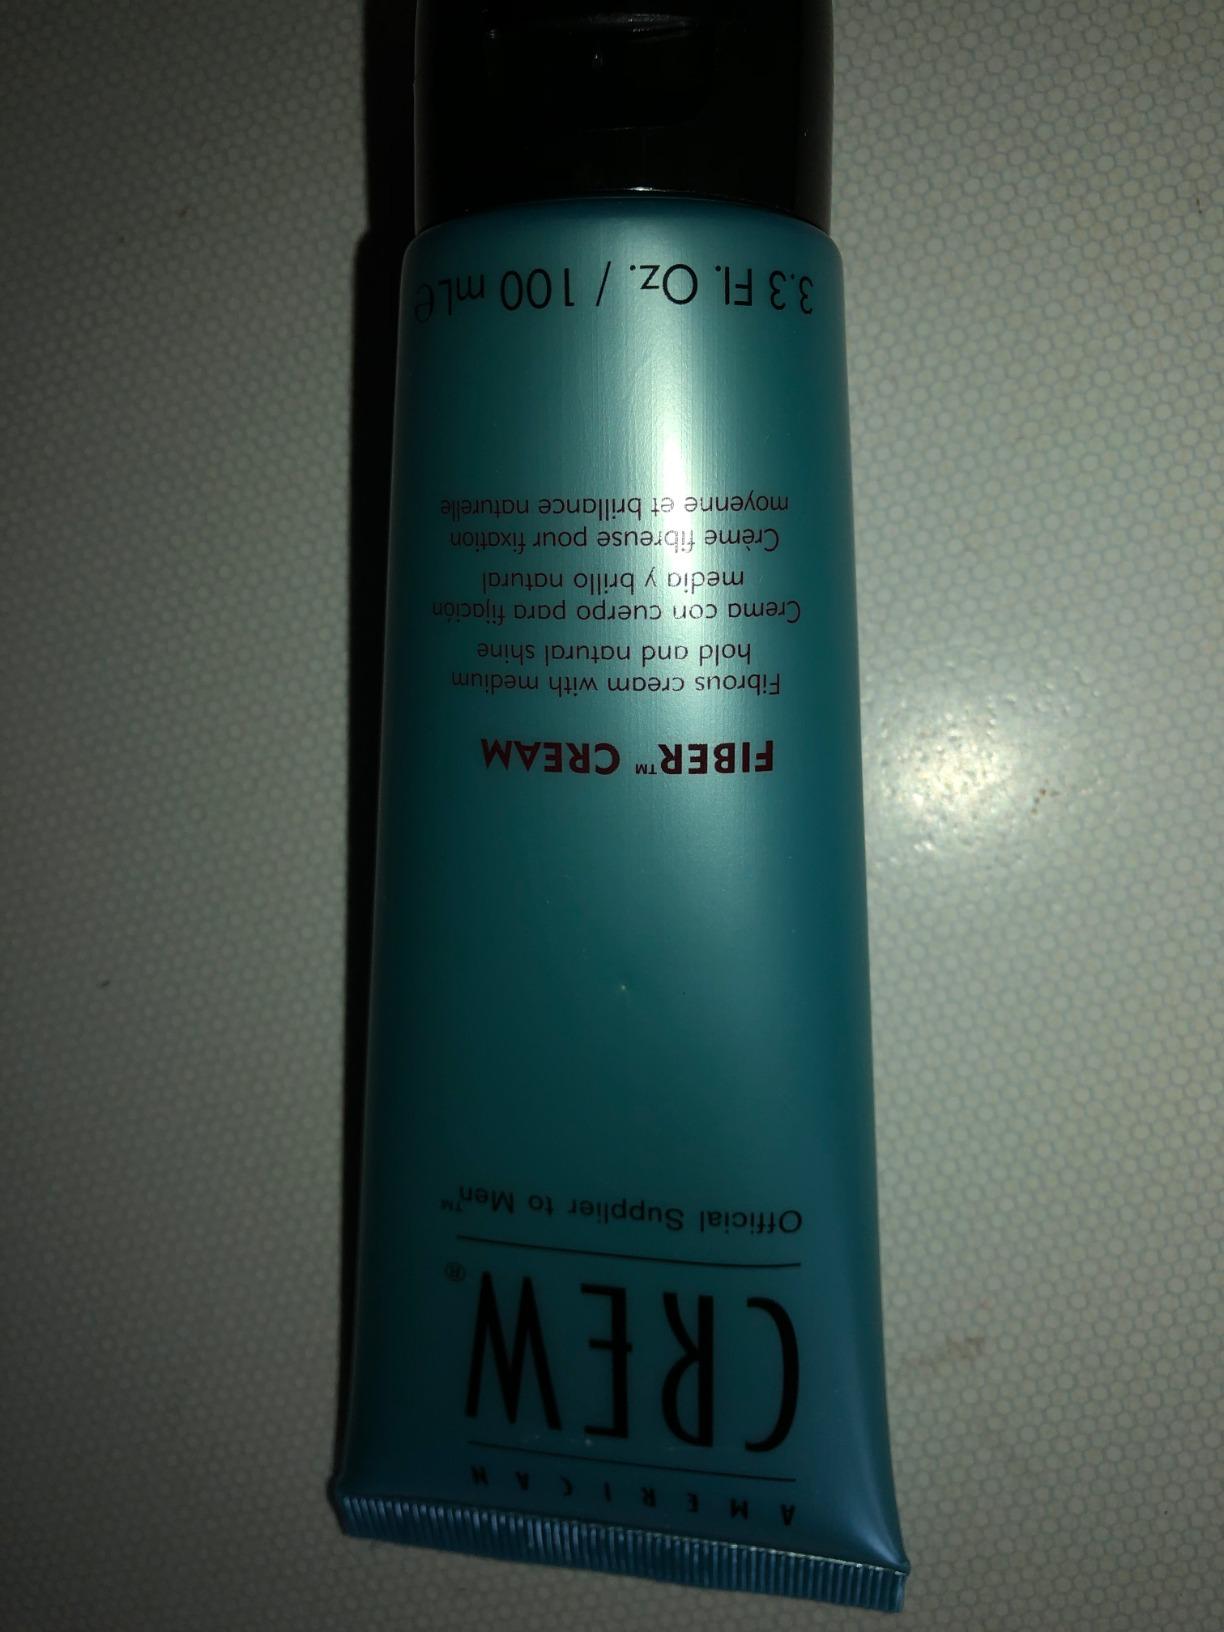 AMERICAN
CREW®
Official Supplier to Men™
FIBER™ CREAM
Fibrous cream with medium
hold and natural shine
Crema con cuerpo para fijación
media y brillo natural
Crème fibreuse pour fixation
moyenne et brillance naturelle
3.3 Fl. Oz. / 100 mL℮